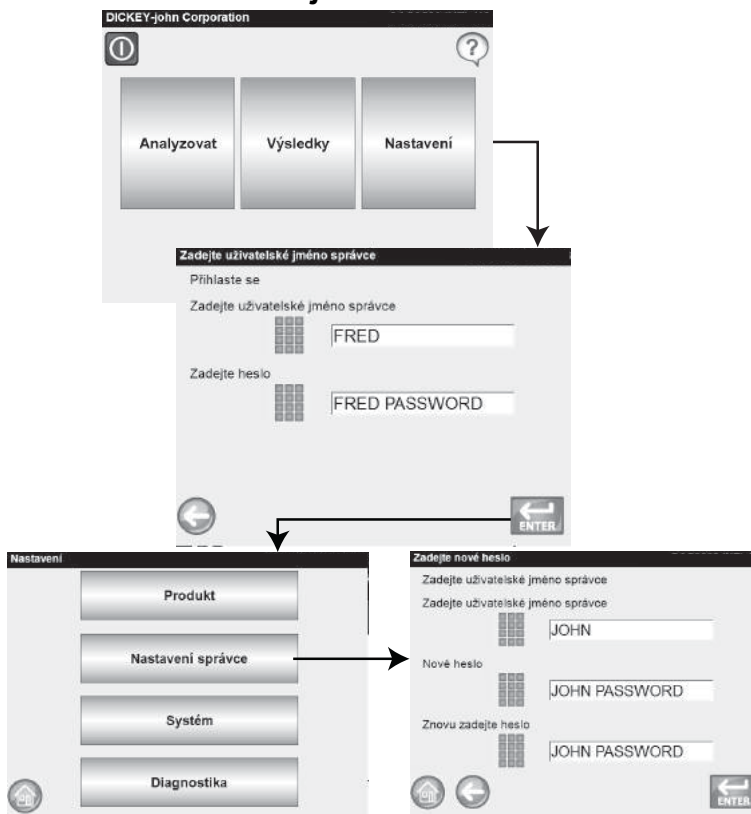 DICKEY-john Corporation
?
Analyzovat
Výsledky
Nastavení
Zadejte uživatelské jméno správce
Přihlaste se
Zadejte uživatelské jméno správce
FRED
Zadejte heslo
FRED PASSWORD
ENTER
Nastavení
Produkt
Nastavení správce
Systém
Diagnostika
Zadejte nové heslo
Zadejte uživatelské jméno správce
Zadejte uživatelské jméno správce
JOHN
Nové heslo
JOHN PASSWORD
Znovu zadejte heslo
JOHN PASSWORD
ENTER